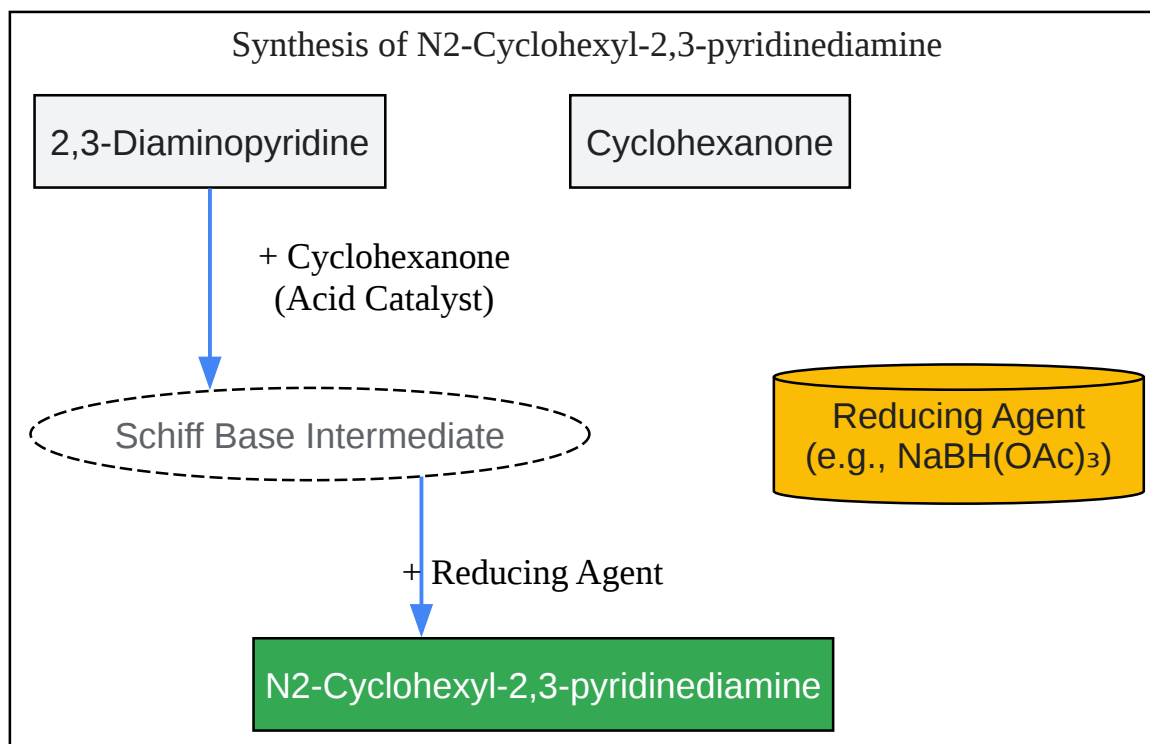 Synthesis of N2-Cyclohexyl-2,3-pyridinediamine
2,3-Diaminopyridine
Cyclohexanone
+ Cyclohexanone
(Acid Catalyst)
Schiff Base Intermediate
Reducing Agent
(e.g., NaBH(OAc)₃)
+ Reducing Agent
N2-Cyclohexyl-2,3-pyridinediamine